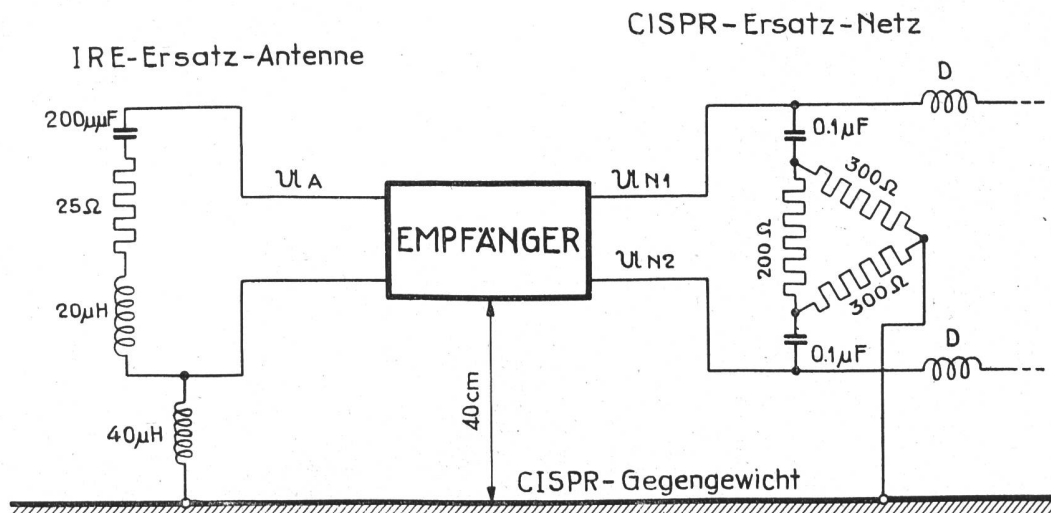 IRE-Ersatz-Antenne
CISPR-Ersatz-Netz
200µµF
25Ω
20µH
40µH
𝔘A
EMPFÄNGER
40cm
𝔘N1
𝔘N2
D
0.1µF
300Ω
200Ω
300Ω
0.1µF
D
CISPR-Gegengewicht